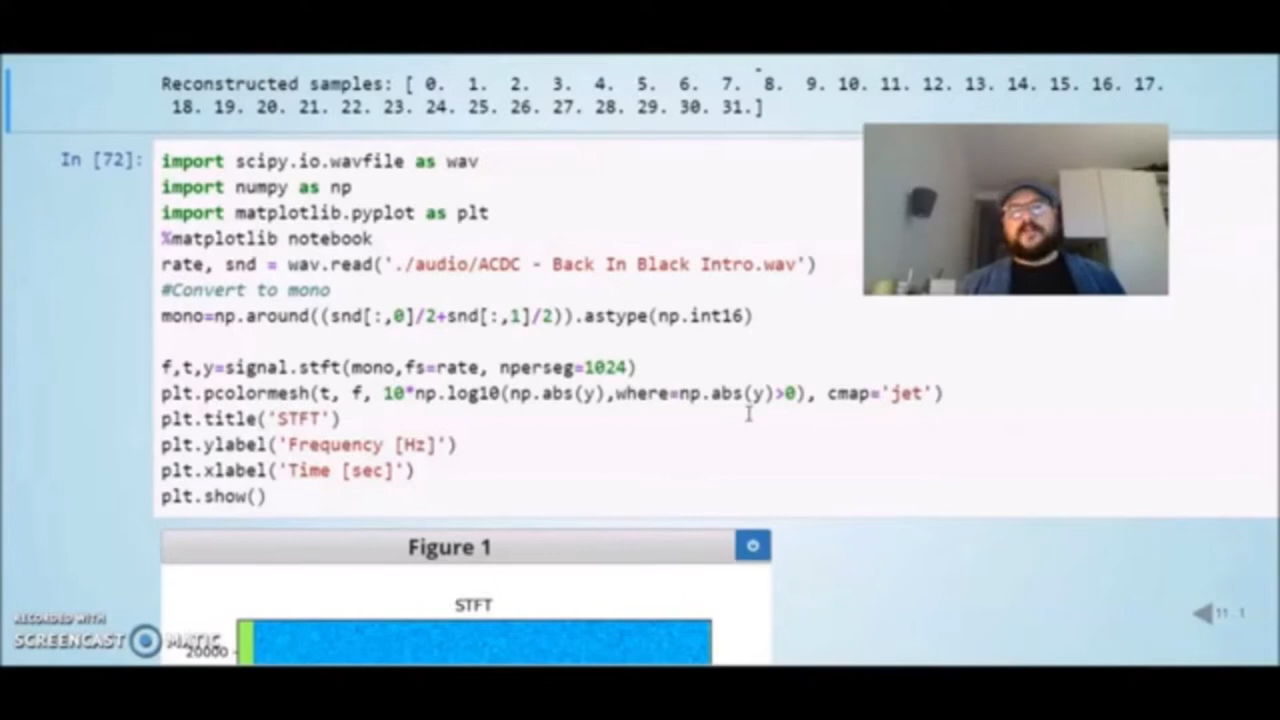 Reconstructed samples: [ 0. 1. 2. 3. 4. 5. 6. 7. 8. 9. 10. 11. 12. 13. 14. 15. 16. 17.
18. 19. 20. 21. 22. 23. 24. 25. 26. 27. 28. 29. 30. 31.]
In [72]:
import scipy.io.wavfile as wav
import numpy as np
import matplotlib.pyplot as plt
%matplotlib notebook
rate, snd = wav.read('./audio/ACDC - Back In Black Intro.wav')
#Convert to mono
mono=np.around((snd[:,0]/2+snd[:,1]/2)).astype(np.int16)
f,t,y=signal.stft(mono,fs=rate, nperseg=1024)
plt.pcolormesh(t, f, 10*np.log10(np.abs(y),where=np.abs(y)>0), cmap='jet')
plt.title('STFT')
plt.ylabel('Frequency [Hz]')
plt.xlabel('Time [sec]')
plt.show()
Figure 1
STFT
20000
11.1
RECORDED WITH
SCREENCAST MATIC